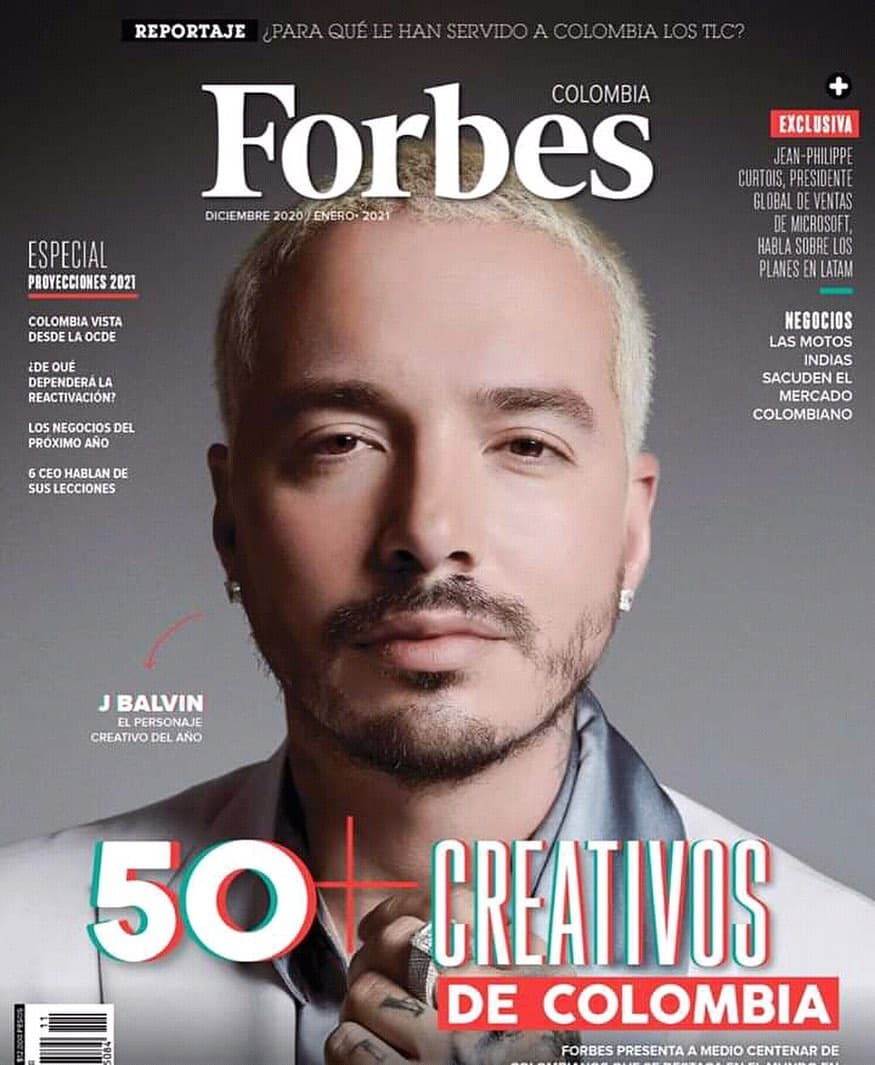 REPORTAJE ¿PARA QUÉ LE HAN SERVIDO A COLOMBIA LOS TLC?
COLOMBIA
Forbes
DICIEMBRE 2020 / ENERO• 2021
ESPECIAL
PROYECCIONES 2021
COLOMBIA VISTA
DESDE LA OCDE
¿DE QUÉ
DEPENDERÁ LA
REACTIVACIÓN?
LOS NEGOCIOS DEL
PRÓXIMO AÑO
6 CEO HABLAN DE
SUS LECCIONES
+
EXCLUSIVA
JEAN-PHILIPPE
CURTOIS, PRESIDENTE
GLOBAL DE VENTAS
DE MICROSOFT,
HABLA SOBRE LOS
PLANES EN LATAM
NEGOCIOS
LAS MOTOS
INDIAS
SACUDEN EL
MERCADO
COLOMBIANO
J BALVIN
EL PERSONAJE
CREATIVO DEL AÑO
50+ CREATIVOS
DE COLOMBIA
FORBES PRESENTA A MEDIO CENTENAR DE
$12.000 PESOS
11